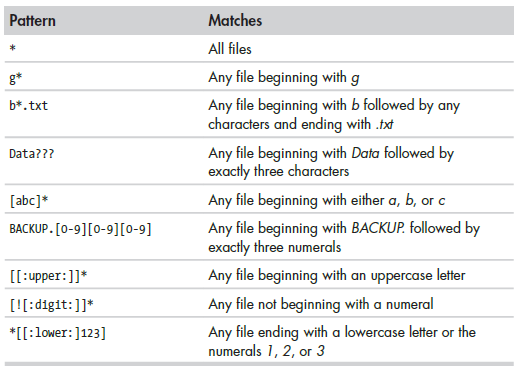 Pattern Matches
* All files
g* Any file beginning with g
b*.txt Any file beginning with b followed by any
characters and ending with .txt
Data??? Any file beginning with Data followed by
exactly three characters
[abc]* Any file beginning with either a, b, or c
BACKUP.[0-9][0-9][0-9] Any file beginning with BACKUP. followed by
exactly three numerals
[[:upper:]]* Any file beginning with an uppercase letter
[![:digit:]]* Any file not beginning with a numeral
*[[:lower:]123] Any file ending with a lowercase letter or the
numerals 1, 2, or 3